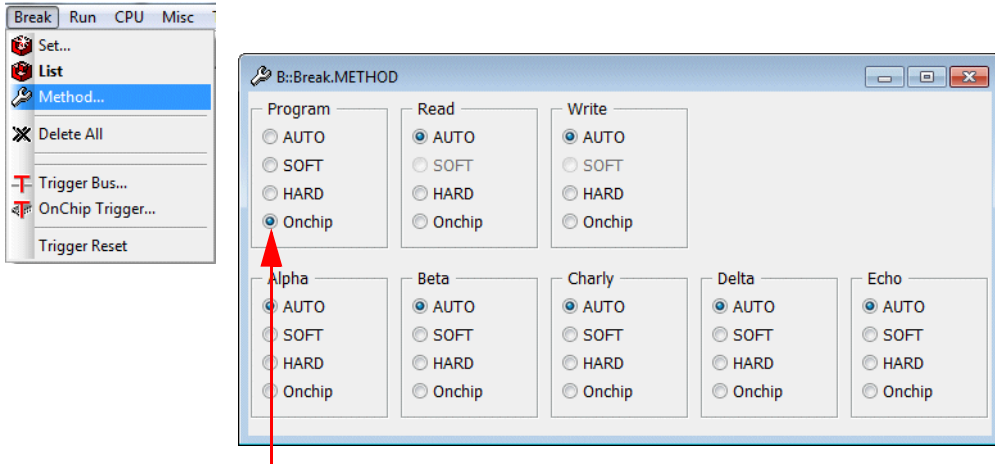 Break Run CPU Misc
Set...
List
Method...
Delete All
Trigger Bus...
OnChip Trigger...
Trigger Reset
B::Break.METHOD
Program Read Write
AUTO AUTO AUTO
SOFT SOFT SOFT
HARD HARD HARD
Onchip Onchip Onchip
Alpha Beta Charly Delta Echo
AUTO AUTO AUTO AUTO AUTO
SOFT SOFT SOFT SOFT SOFT
HARD HARD HARD HARD HARD
Onchip Onchip Onchip Onchip Onchip